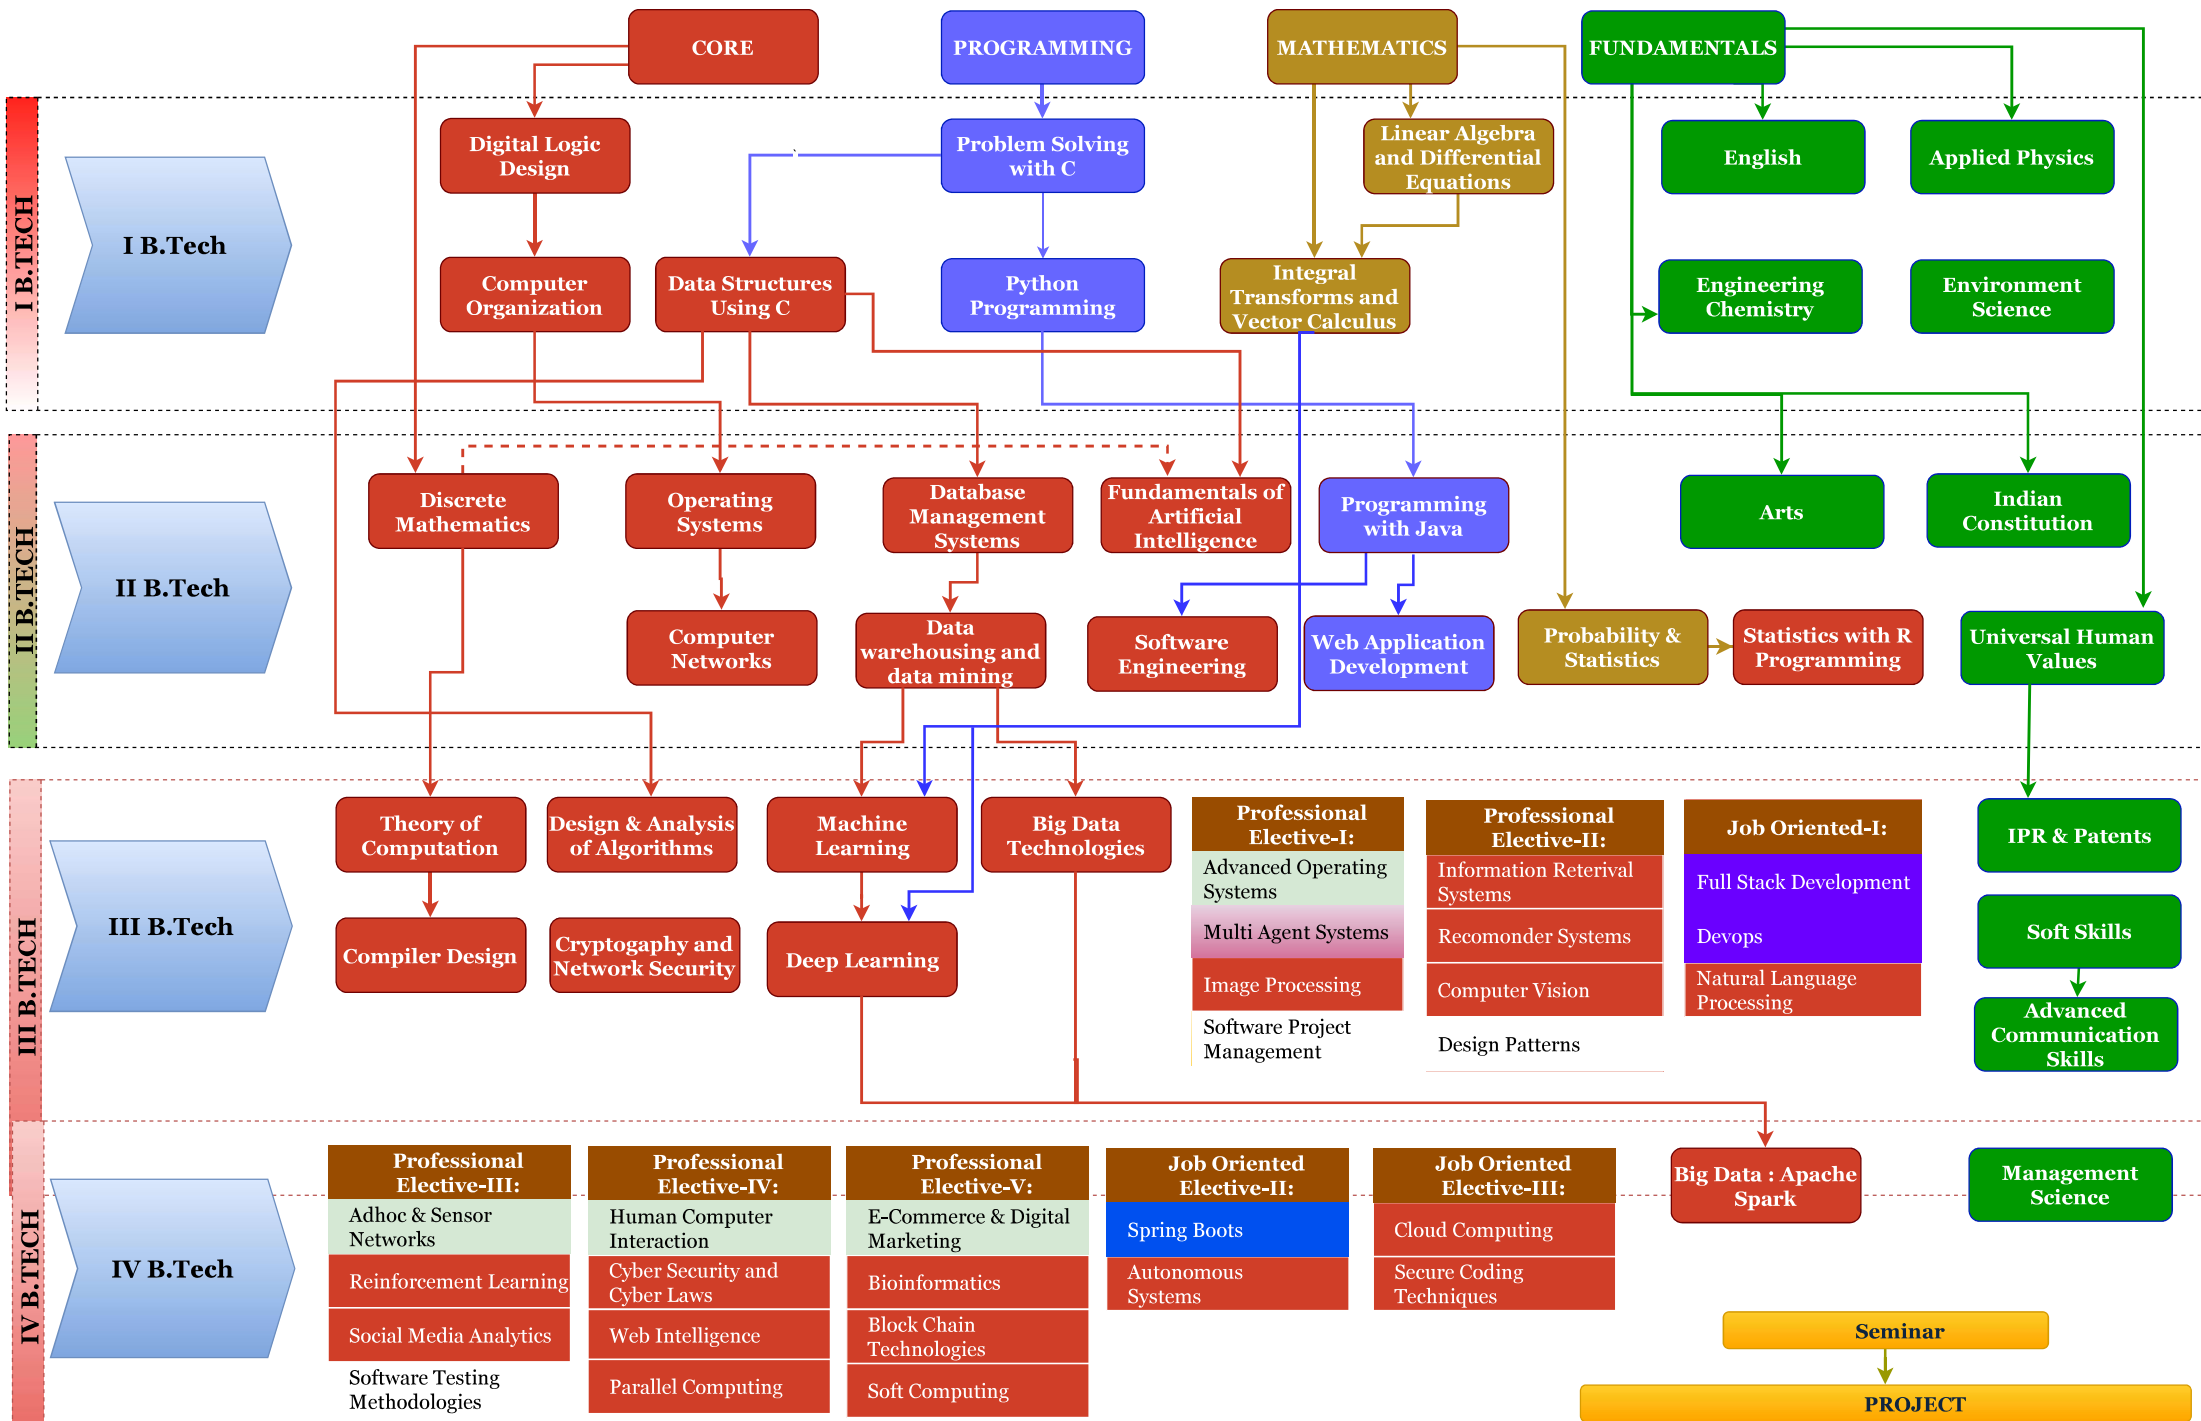 CORE
PROGRAMMING
MATHEMATICS
FUNDAMENTALS
I B.TECH
I B.Tech
Digital Logic
Design
Problem Solving
with C
Linear Algebra
and Differential
Equations
English
Applied Physics
Computer
Organization
Data Structures
Using C
Python
Programming
Integral
Transforms and
Vector Calculus
Engineering
Chemistry
Environment
Science
II B.TECH
II B.Tech
Discrete
Mathematics
Operating
Systems
Database
Management
Systems
Fundamentals of
Artificial
Intelligence
Programming
with Java
Arts
Indian
Constitution
Computer
Networks
Data
warehousing and
data mining
Software
Engineering
Web Application
Development
Probability &
Statistics
Statistics with R
Programming
Universal Human
Values
III B.TECH
III B.Tech
Theory of
Computation
Design & Analysis
of Algorithms
Machine
Learning
Big Data
Technologies
Compiler Design
Cryptogaphy and
Network Security
Deep Learning
Professional
Elective-I:
Advanced Operating
Systems
Multi Agent Systems
Image Processing
Software Project
Management
Professional
Elective-II:
Information Reterival
Systems
Recomonder Systems
Computer Vision
Design Patterns
Job Oriented-I:
Full Stack Development
Devops
Natural Language
Processing
IPR & Patents
Soft Skills
Advanced
Communication
Skills
IV B.TECH
IV B.Tech
Professional
Elective-III:
Adhoc & Sensor
Networks
Reinforcement Learning
Social Media Analytics
Software Testing
Methodologies
Professional
Elective-IV:
Human Computer
Interaction
Cyber Security and
Cyber Laws
Web Intelligence
Parallel Computing
Professional
Elective-V:
E-Commerce & Digital
Marketing
Bioinformatics
Block Chain
Technologies
Soft Computing
Job Oriented
Elective-II:
Spring Boots
Autonomous
Systems
Job Oriented
Elective-III:
Cloud Computing
Secure Coding
Techniques
Big Data : Apache
Spark
Management
Science
Seminar
PROJECT